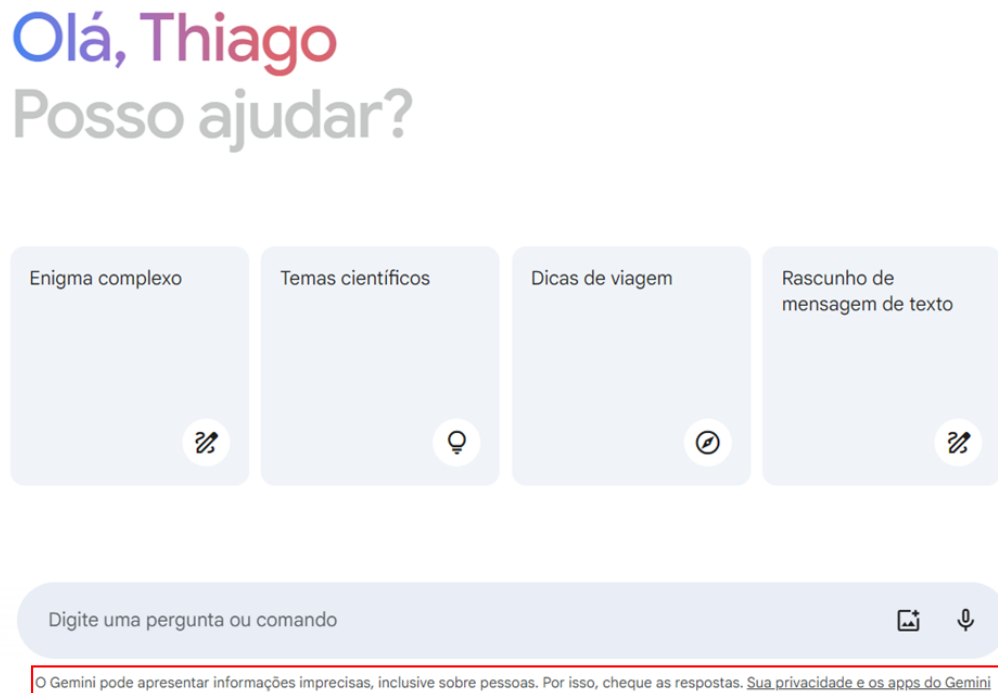 Olá, Thiago
Posso ajudar?
Enigma complexo
Temas científicos
Dicas de viagem
Rascunho de
mensagem de texto
Digite uma pergunta ou comando
O Gemini pode apresentar informações imprecisas, inclusive sobre pessoas. Por isso, cheque as respostas. Sua privacidade e os apps do Gemini